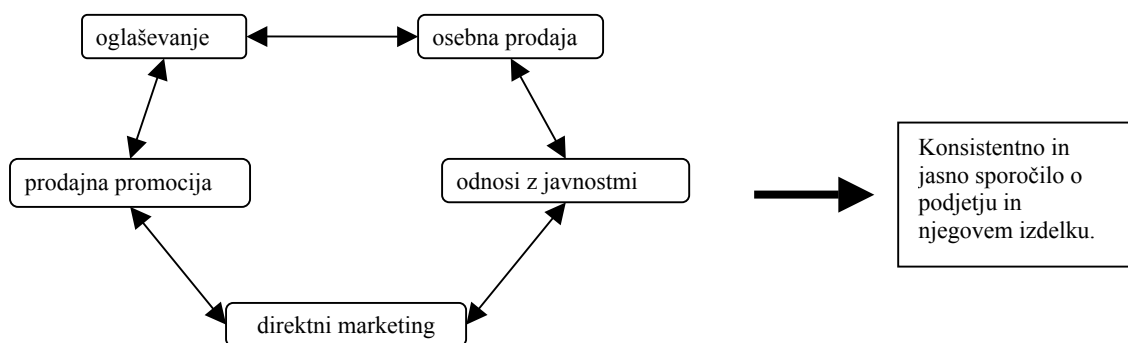 oglaševanje
osebna prodaja
prodajna promocija
odnosi z javnostmi
Konsistentno in
jasno sporočilo o
podjetju in
njegovem izdelku.
direktni marketing